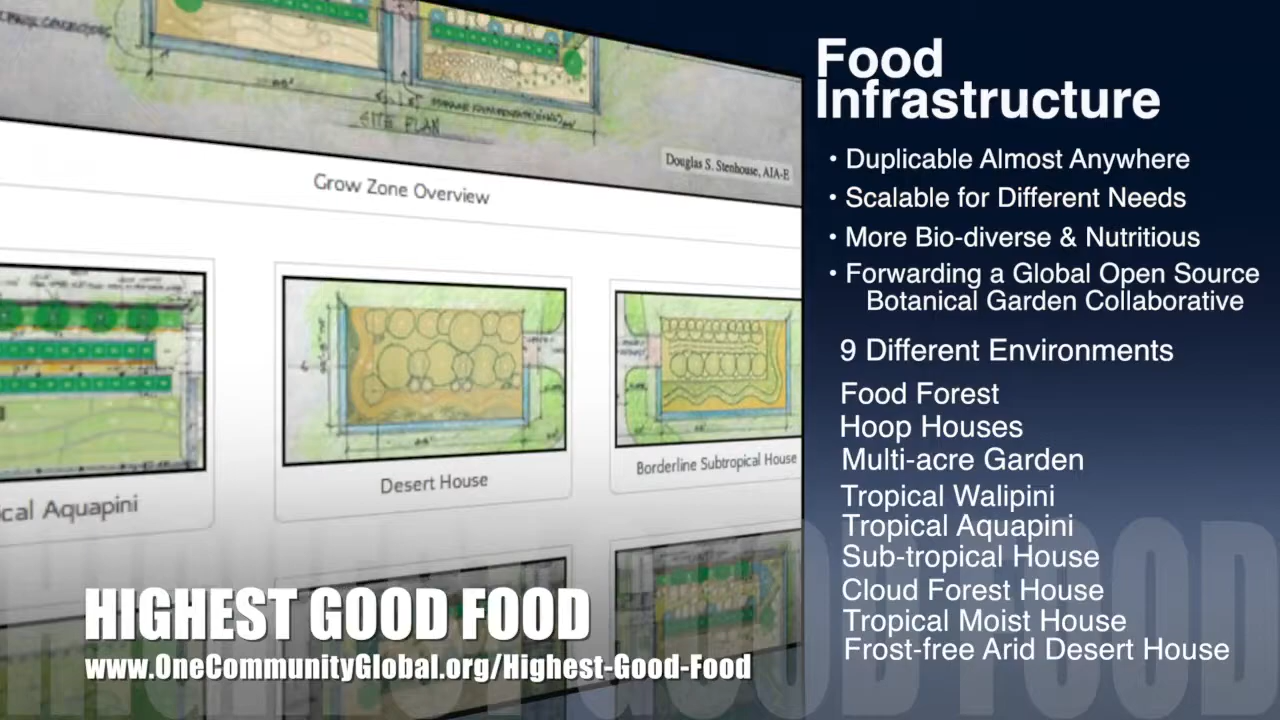 SITE PLAN
Douglas S. Stenhouse, AIA-E
Grow Zone Overview
cal Aquapini
Desert House
Borderline Subtropical House
HIGHEST GOOD FOOD
www.OneCommunityGlobal.org/Highest-Good-Food
Food
Infrastructure
• Duplicable Almost Anywhere
• Scalable for Different Needs
• More Bio-diverse & Nutritious
• Forwarding a Global Open Source
Botanical Garden Collaborative
9 Different Environments
Food Forest
Hoop Houses
Multi-acre Garden
Tropical Walipini
Tropical Aquapini
Sub-tropical House
Cloud Forest House
Tropical Moist House
Frost-free Arid Desert House
HIGHEST GOOD FOOD